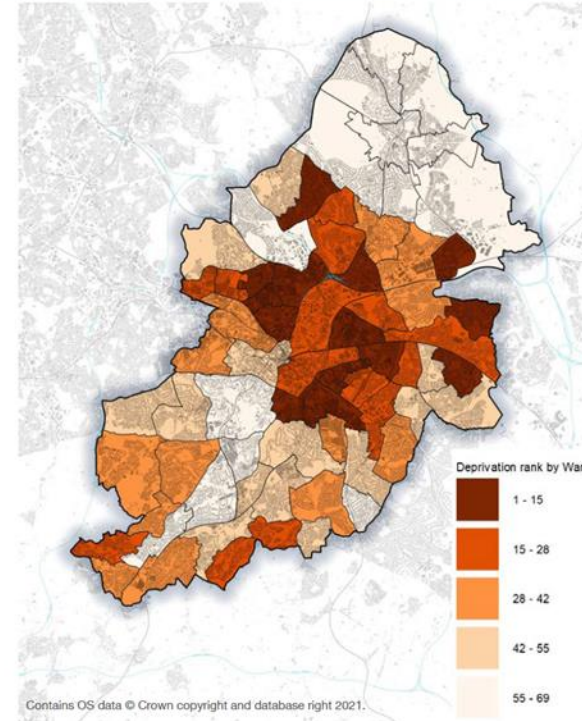 Deprivation rank by War
1 - 15
15 - 28
28 - 42
42 - 55
55 - 69
Contains OS data © Crown copyright and database right 2021.